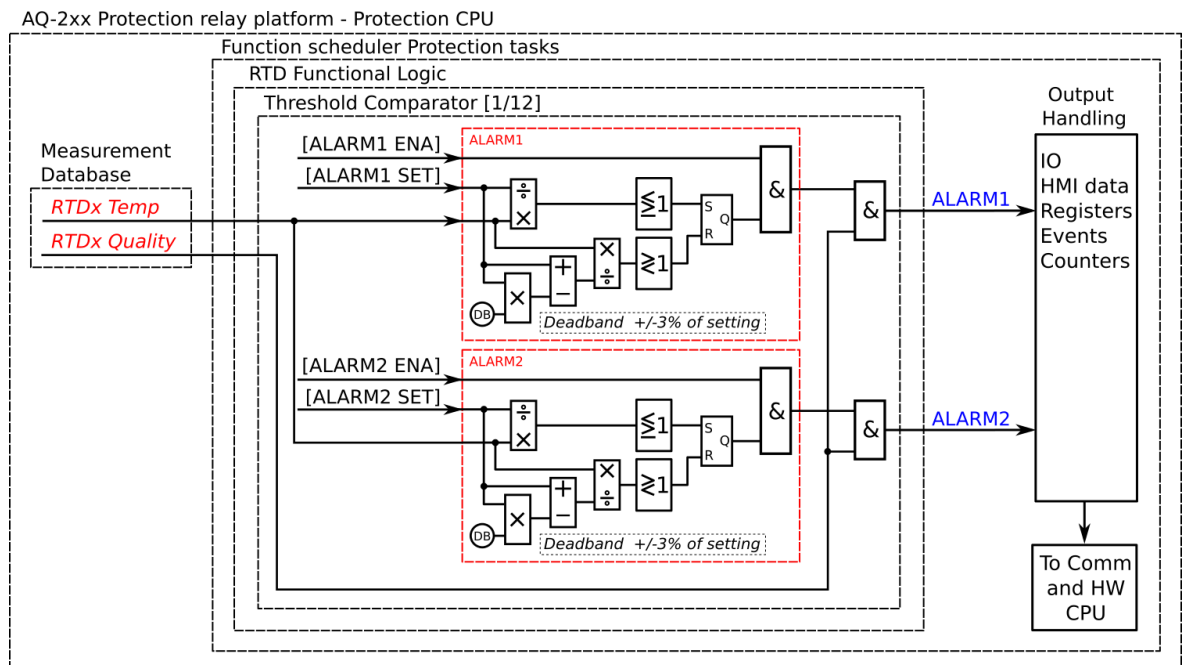 AQ-2xx Protection relay platform - Protection CPU
Function scheduler Protection tasks
RTD Functional Logic
Threshold Comparator [1/12]
Measurement
Database
RTDx Temp
RTDx Quality
[ALARM1 ENA]
[ALARM1 SET]
ALARM1
÷
×
≦1
S
Q
R
×
÷
≷1
+
−
×
DB
Deadband +/-3% of setting
&
&
ALARM1
[ALARM2 ENA]
[ALARM2 SET]
ALARM2
÷
×
≦1
S
Q
R
×
÷
≷1
+
−
×
DB
Deadband +/-3% of setting
&
&
ALARM2
Output
Handling
IO
HMI data
Registers
Events
Counters
To Comm
and HW
CPU